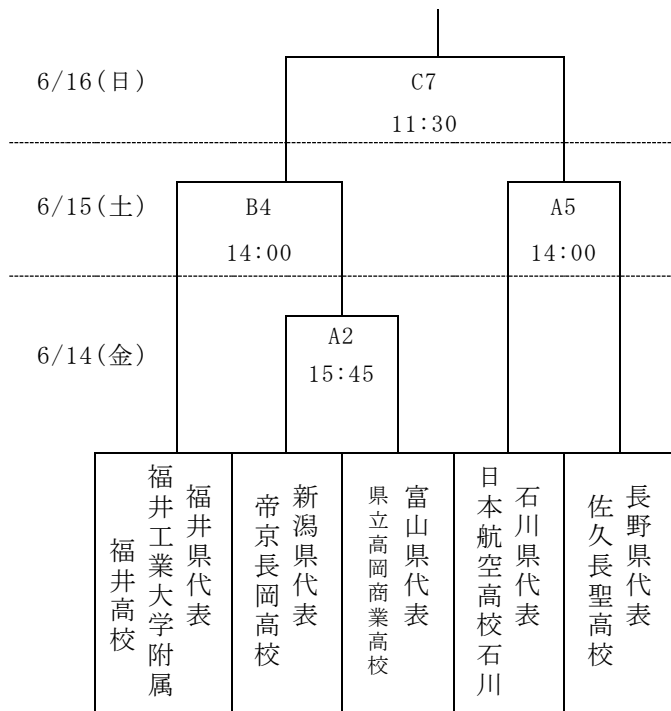 6/16(日)
C7
11:30
6/15(土)
B4
14:00
A5
14:00
6/14(金)
A2
15:45
福井県代表
福井工業大学附属
福井高校
新潟県代表
帝京長岡高校
富山県代表
県立高岡商業高校
石川県代表
日本航空高校石川
長野県代表
佐久長聖高校